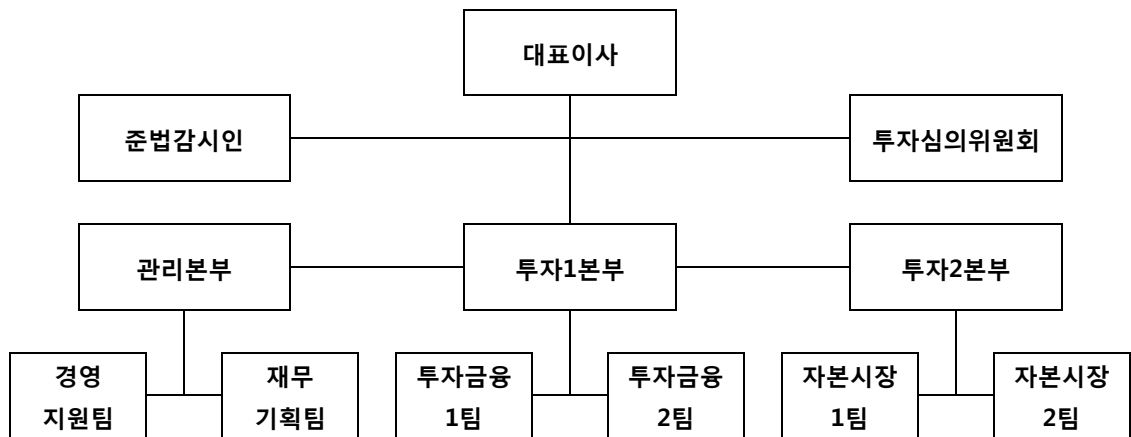 대표이사
준법감시인
투자심의위원회
관리본부
투자1본부
투자2본부
경영
지원팀
재무
기획팀
투자금융
1팀
투자금융
2팀
자본시장
1팀
자본시장
2팀